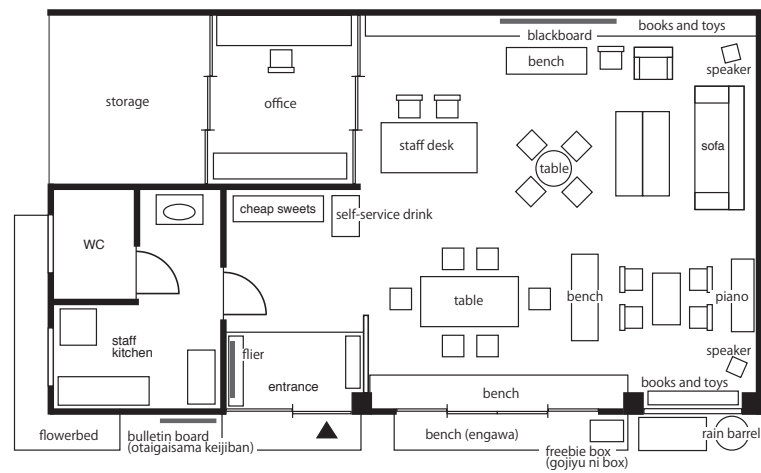 books and toys
blackboard
bench
speaker
storage
office
staff desk
sofa
table
cheap sweets
self-service drink
WC
table
bench
piano
staff
kitchen
flier
speaker
entrance
bench
books and toys
flowerbed
bulletin board
(otaigaisama keijiban)
bench (engawa)
freebie box
(gojiyu ni box)
rain barrel